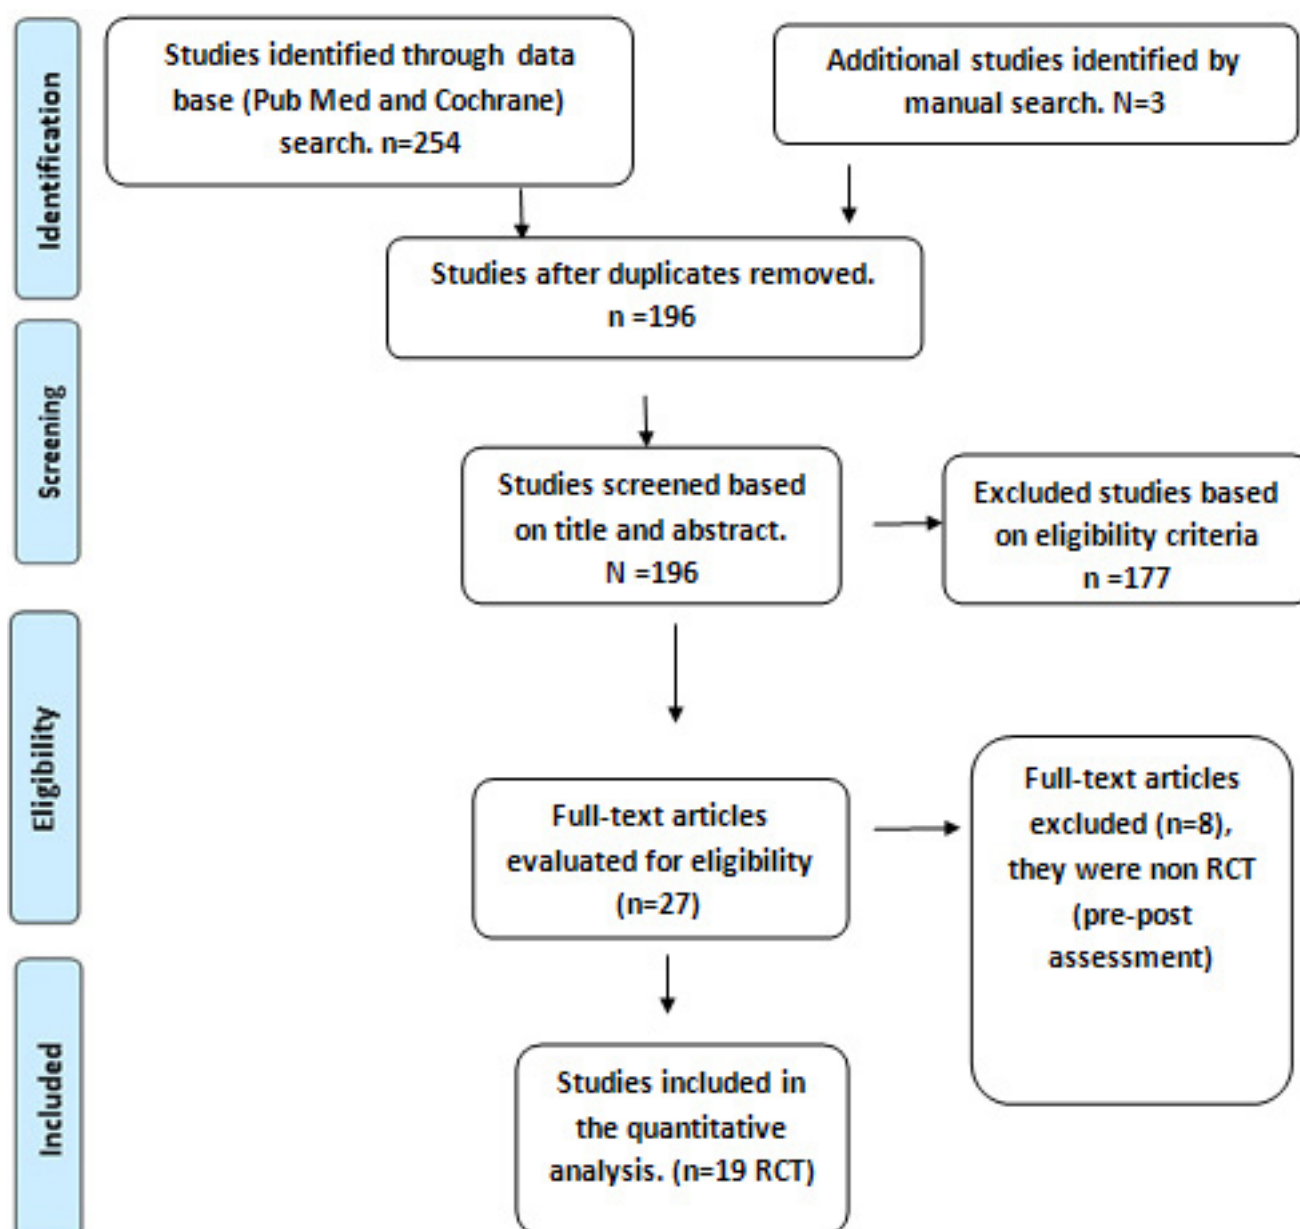 Identification
Studies identified through data
base (Pub Med and Cochrane)
search. n=254
Additional studies identified by
manual search. N=3
Studies after duplicates removed.
n =196
Screening
Studies screened based
on title and abstract.
N =196
Excluded studies based
on eligibility criteria
n =177
Eligibility
Full-text articles
evaluated for eligibility
(n=27)
Full-text articles
excluded (n=8),
they were non RCT
(pre-post
assessment)
Included
Studies included in
the quantitative
analysis. (n=19 RCT)